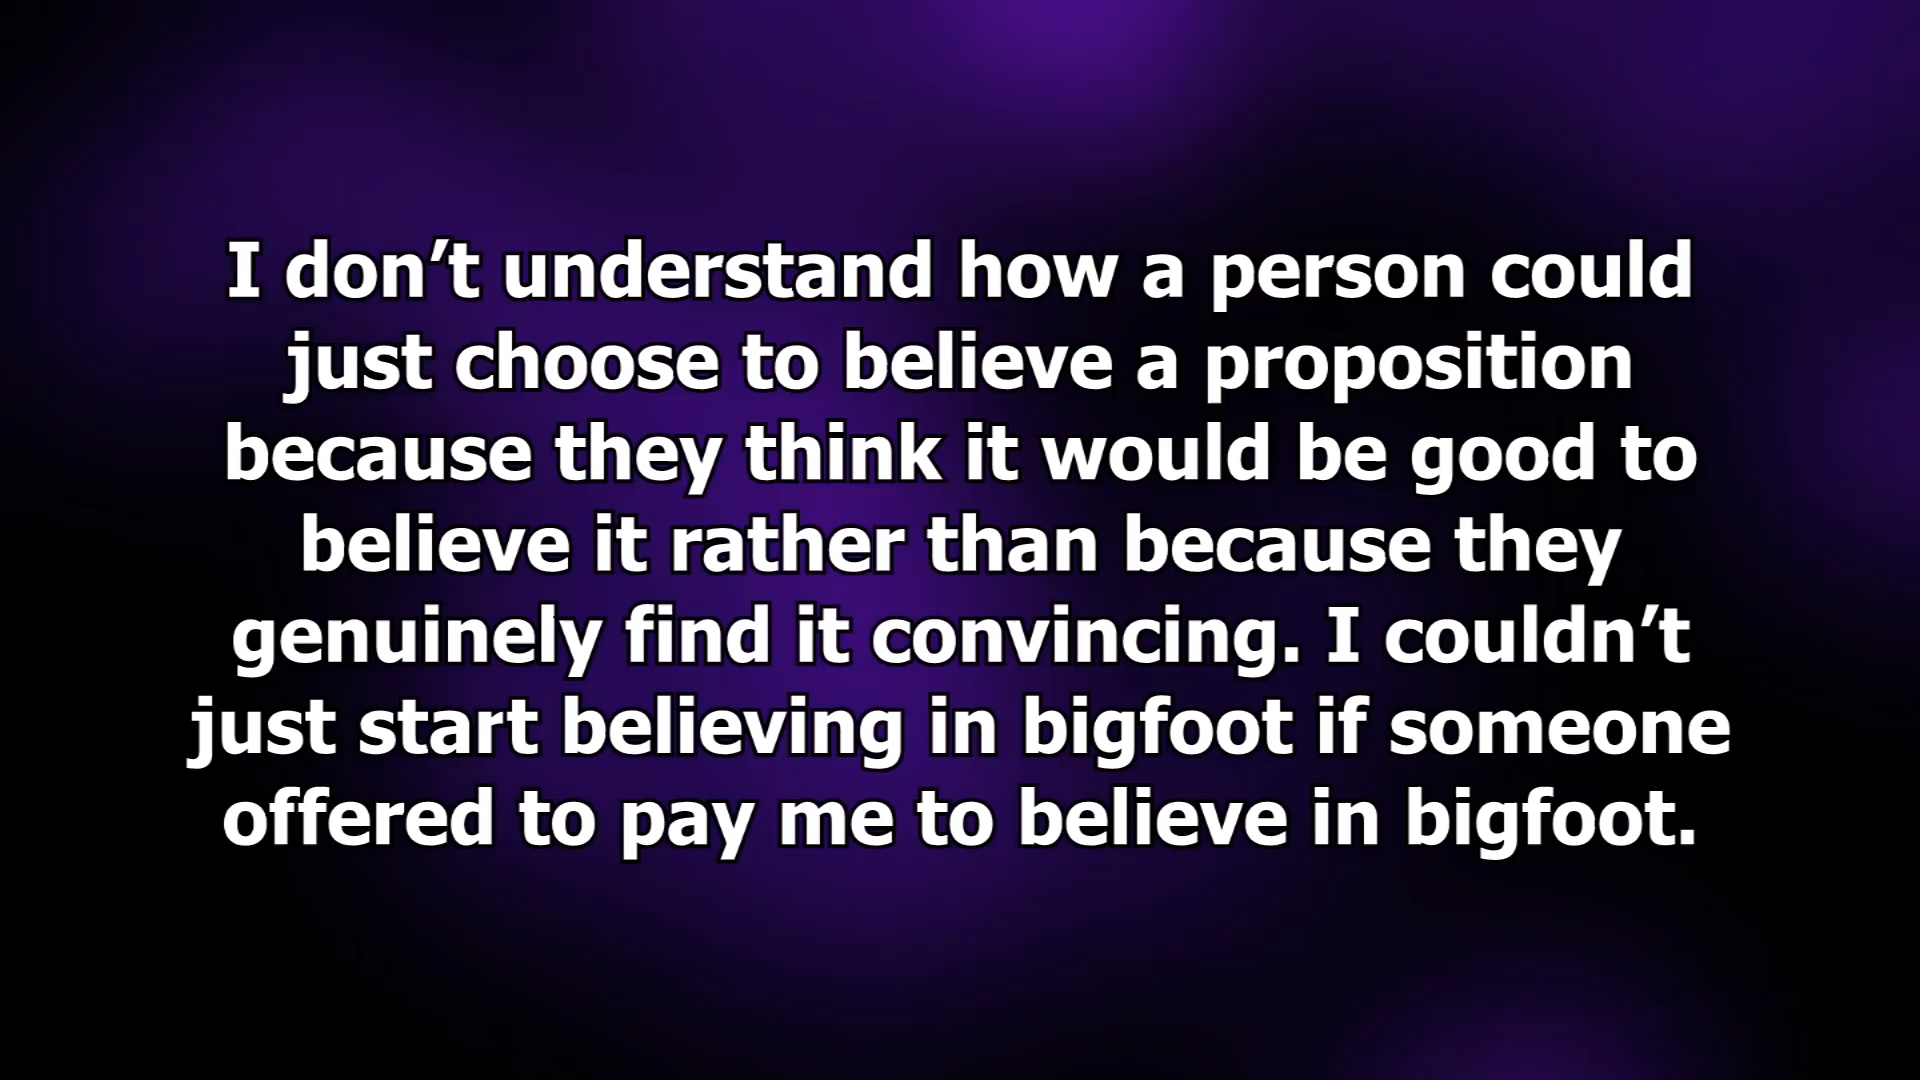 I don’t understand how a person could
just choose to believe a proposition
because they think it would be good to
believe it rather than because they
genuinely find it convincing. I couldn’t
just start believing in bigfoot if someone
offered to pay me to believe in bigfoot.